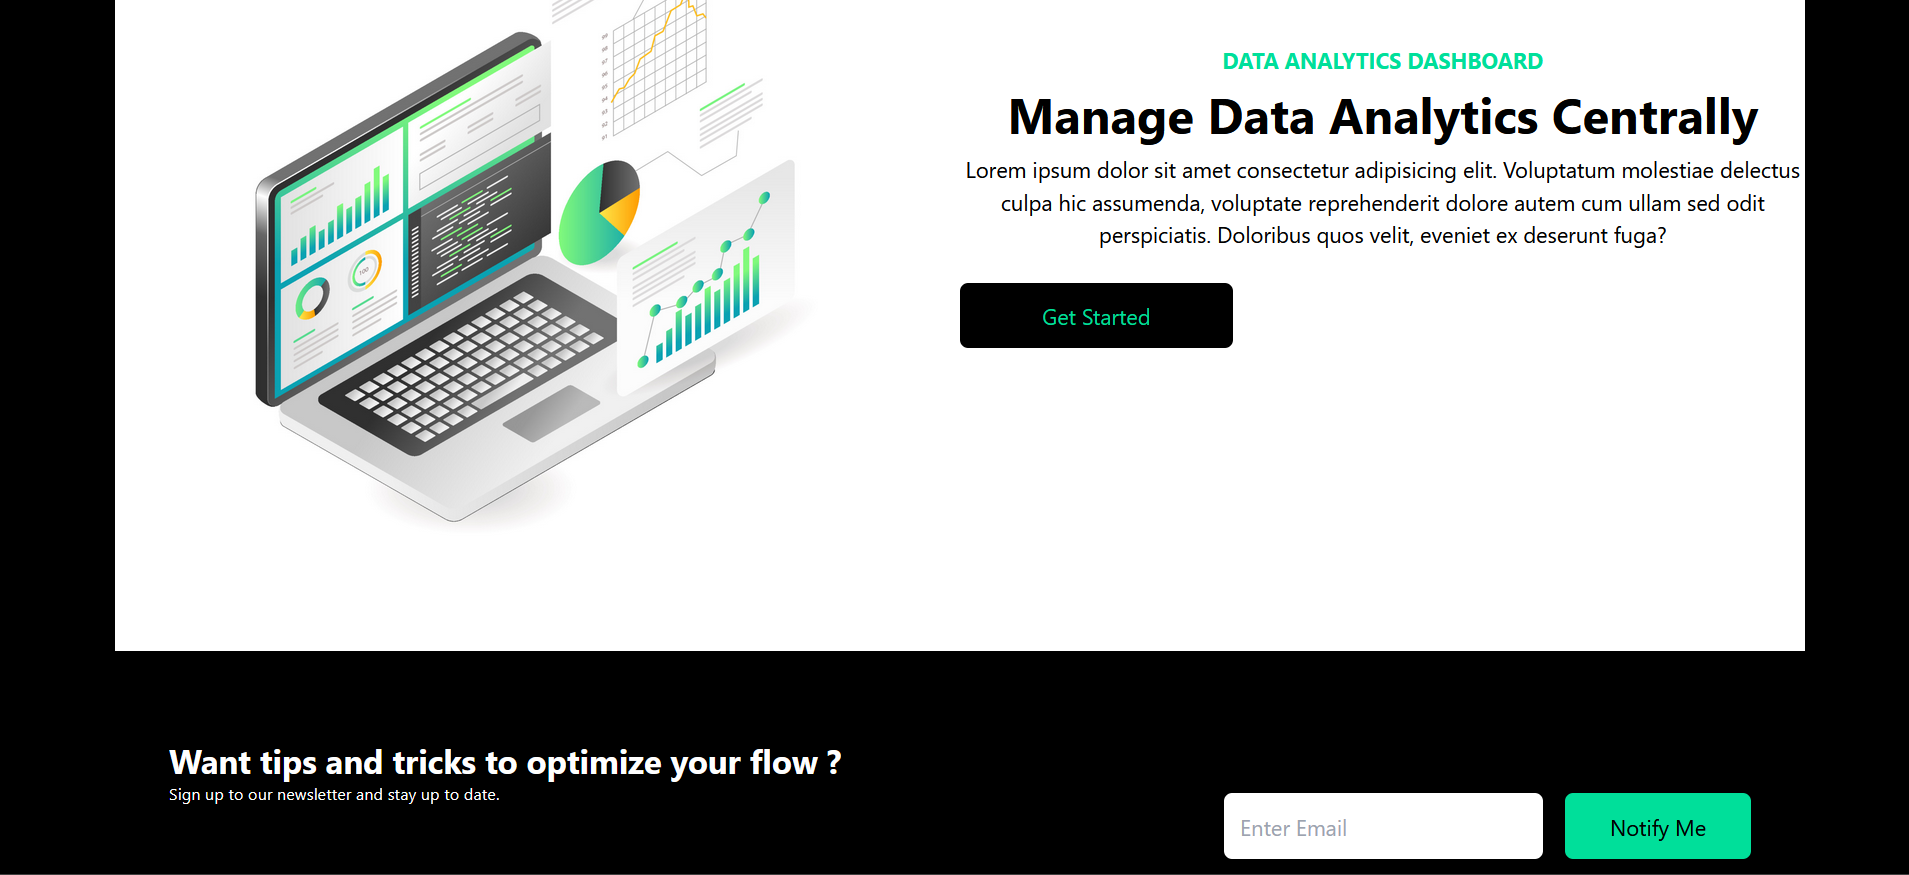 DATA ANALYTICS DASHBOARD
Manage Data Analytics Centrally
Lorem ipsum dolor sit amet consectetur adipisicing elit. Voluptatum molestiae delectus
culpa hic assumenda, voluptate reprehenderit dolore autem cum ullam sed odit
perspiciatis. Doloribus quos velit, eveniet ex deserunt fuga?
Get Started
100
Want tips and tricks to optimize your flow ?
Sign up to our newsletter and stay up to date.
Enter Email
Notify Me